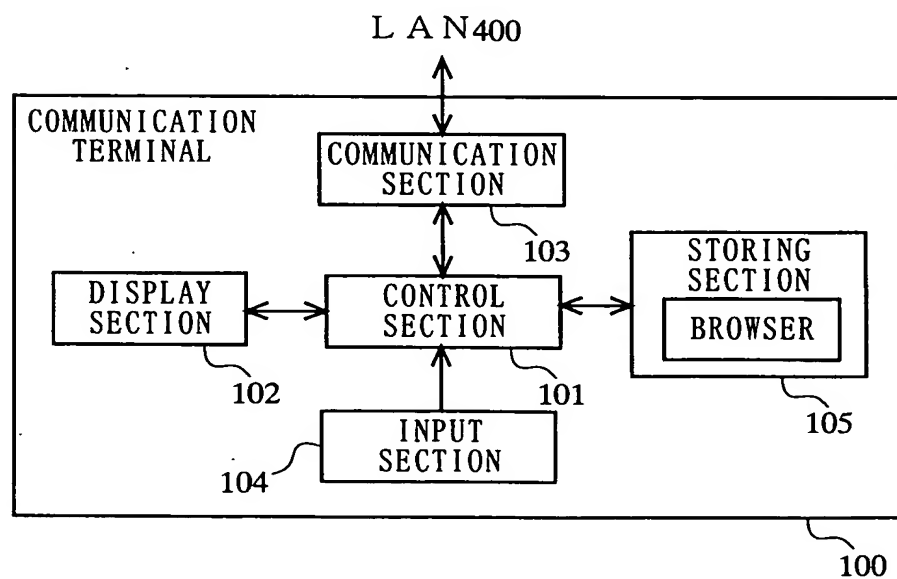 LAN400
COMMUNICATION
TERMINAL
COMMUNICATION
SECTION
103
STORING
SECTION
BROWSER
105
DISPLAY
SECTION
102
CONTROL
SECTION
101
INPUT
SECTION
104
100